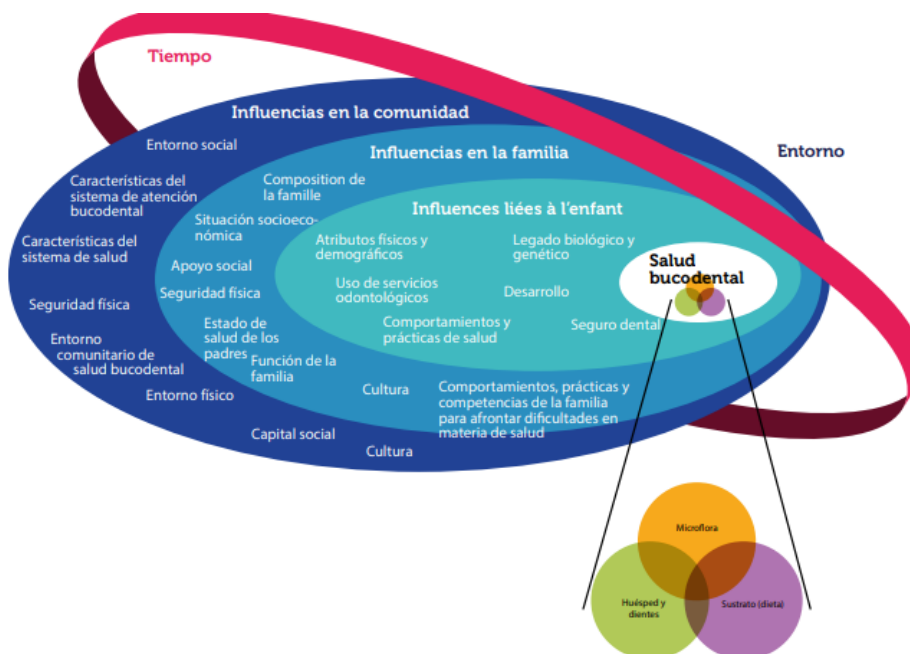 Tiempo
Influencias en la comunidad
Entorno social
Influencias en la familia
Entorno
Características del
sistema de atención
bucodental
Composition de
la famille
Influences liées à l'enfant
Situación socioeco-
nómica
Características del
sistema de salud
Atributos físicos y
demográficos
Legado biológico y
genético
Salud
bucodental
Apoyo social
Seguridad física
Uso de servicios
odontológicos
Desarrollo
Seguridad física
Estado de
salud de los
padres
Comportamientos y
prácticas de salud
Seguro dental
Entorno
comunitario de
salud bucodental
Función de la
familia
Entorno físico
Cultura
Comportamientos, prácticas y
competencias de la familia
para afrontar dificultades en
materia de salud
Capital social
Cultura
Microflora
Huésped y
dientes
Sustrato (dieta)